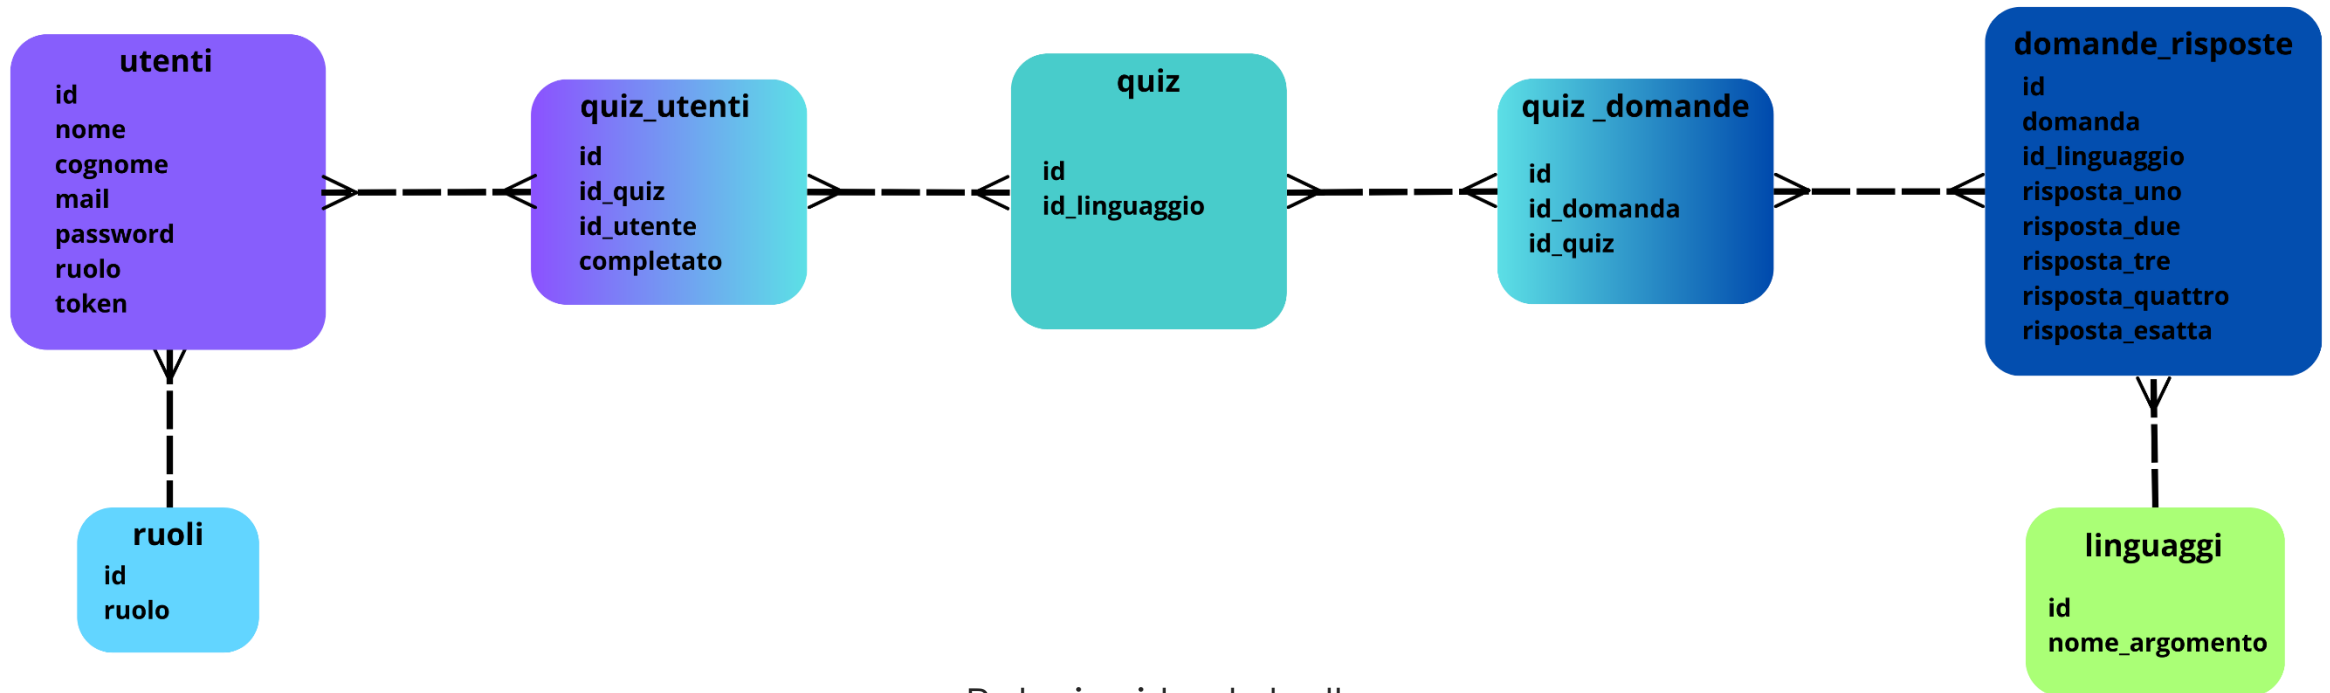 utenti
id
nome
cognome
mail
password
ruolo
token
quiz_utenti
id
id_quiz
id_utente
completato
quiz
id
id_linguaggio
quiz _domande
id
id_domanda
id_quiz
domande_risposte
id
domanda
id_linguaggio
risposta_uno
risposta_due
risposta_tre
risposta_quattro
risposta_esatta
ruoli
id
ruolo
linguaggi
id
nome_argomento